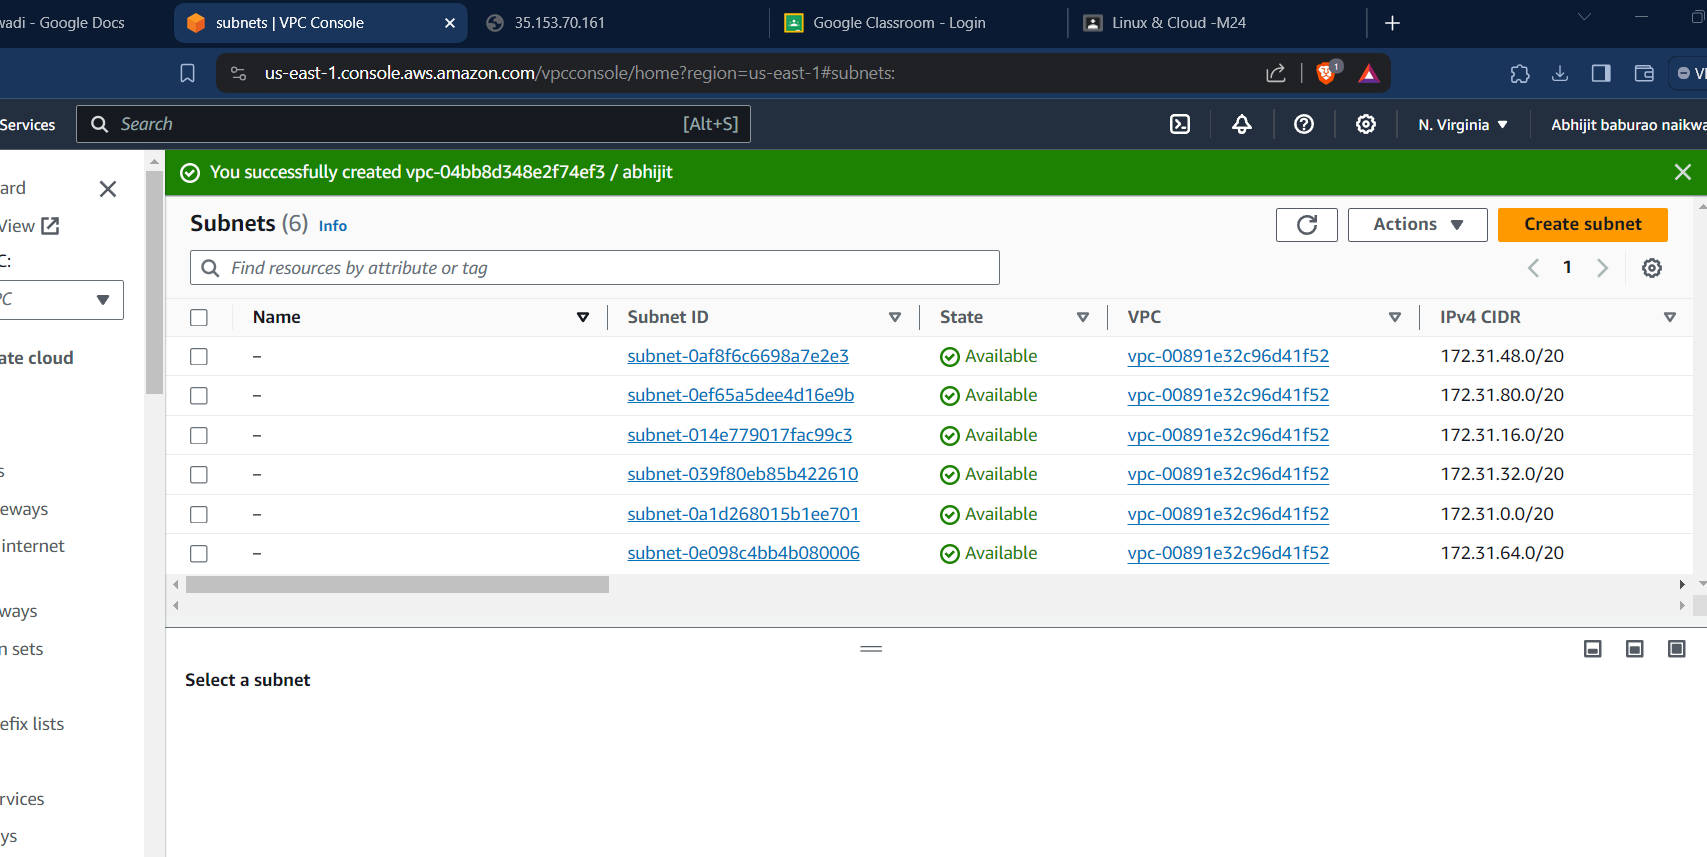 wadi - Google Docs
subnets | VPC Console
35.153.70.161
Google Classroom - Login
Linux & Cloud -M24
us-east-1.console.aws.amazon.com/vpcconsole/home?region=us-east-1#subnets:
1
VI
Services
Search
[Alt+S]
N. Virginia
Abhijit baburao naikwa
ard
View
C:
PC
ate cloud
s
eways
internet
ways
n sets
efix lists
rvices
ys
You successfully created vpc-04bb8d348e2f74ef3 / abhijit
Subnets (6) Info
Actions
Create subnet
Find resources by attribute or tag
1
Name Subnet ID State VPC IPv4 CIDR
– subnet-0af8f6c6698a7e2e3 Available vpc-00891e32c96d41f52 172.31.48.0/20
– subnet-0ef65a5dee4d16e9b Available vpc-00891e32c96d41f52 172.31.80.0/20
– subnet-014e779017fac99c3 Available vpc-00891e32c96d41f52 172.31.16.0/20
– subnet-039f80eb85b422610 Available vpc-00891e32c96d41f52 172.31.32.0/20
– subnet-0a1d268015b1ee701 Available vpc-00891e32c96d41f52 172.31.0.0/20
– subnet-0e098c4bb4b080006 Available vpc-00891e32c96d41f52 172.31.64.0/20
Select a subnet